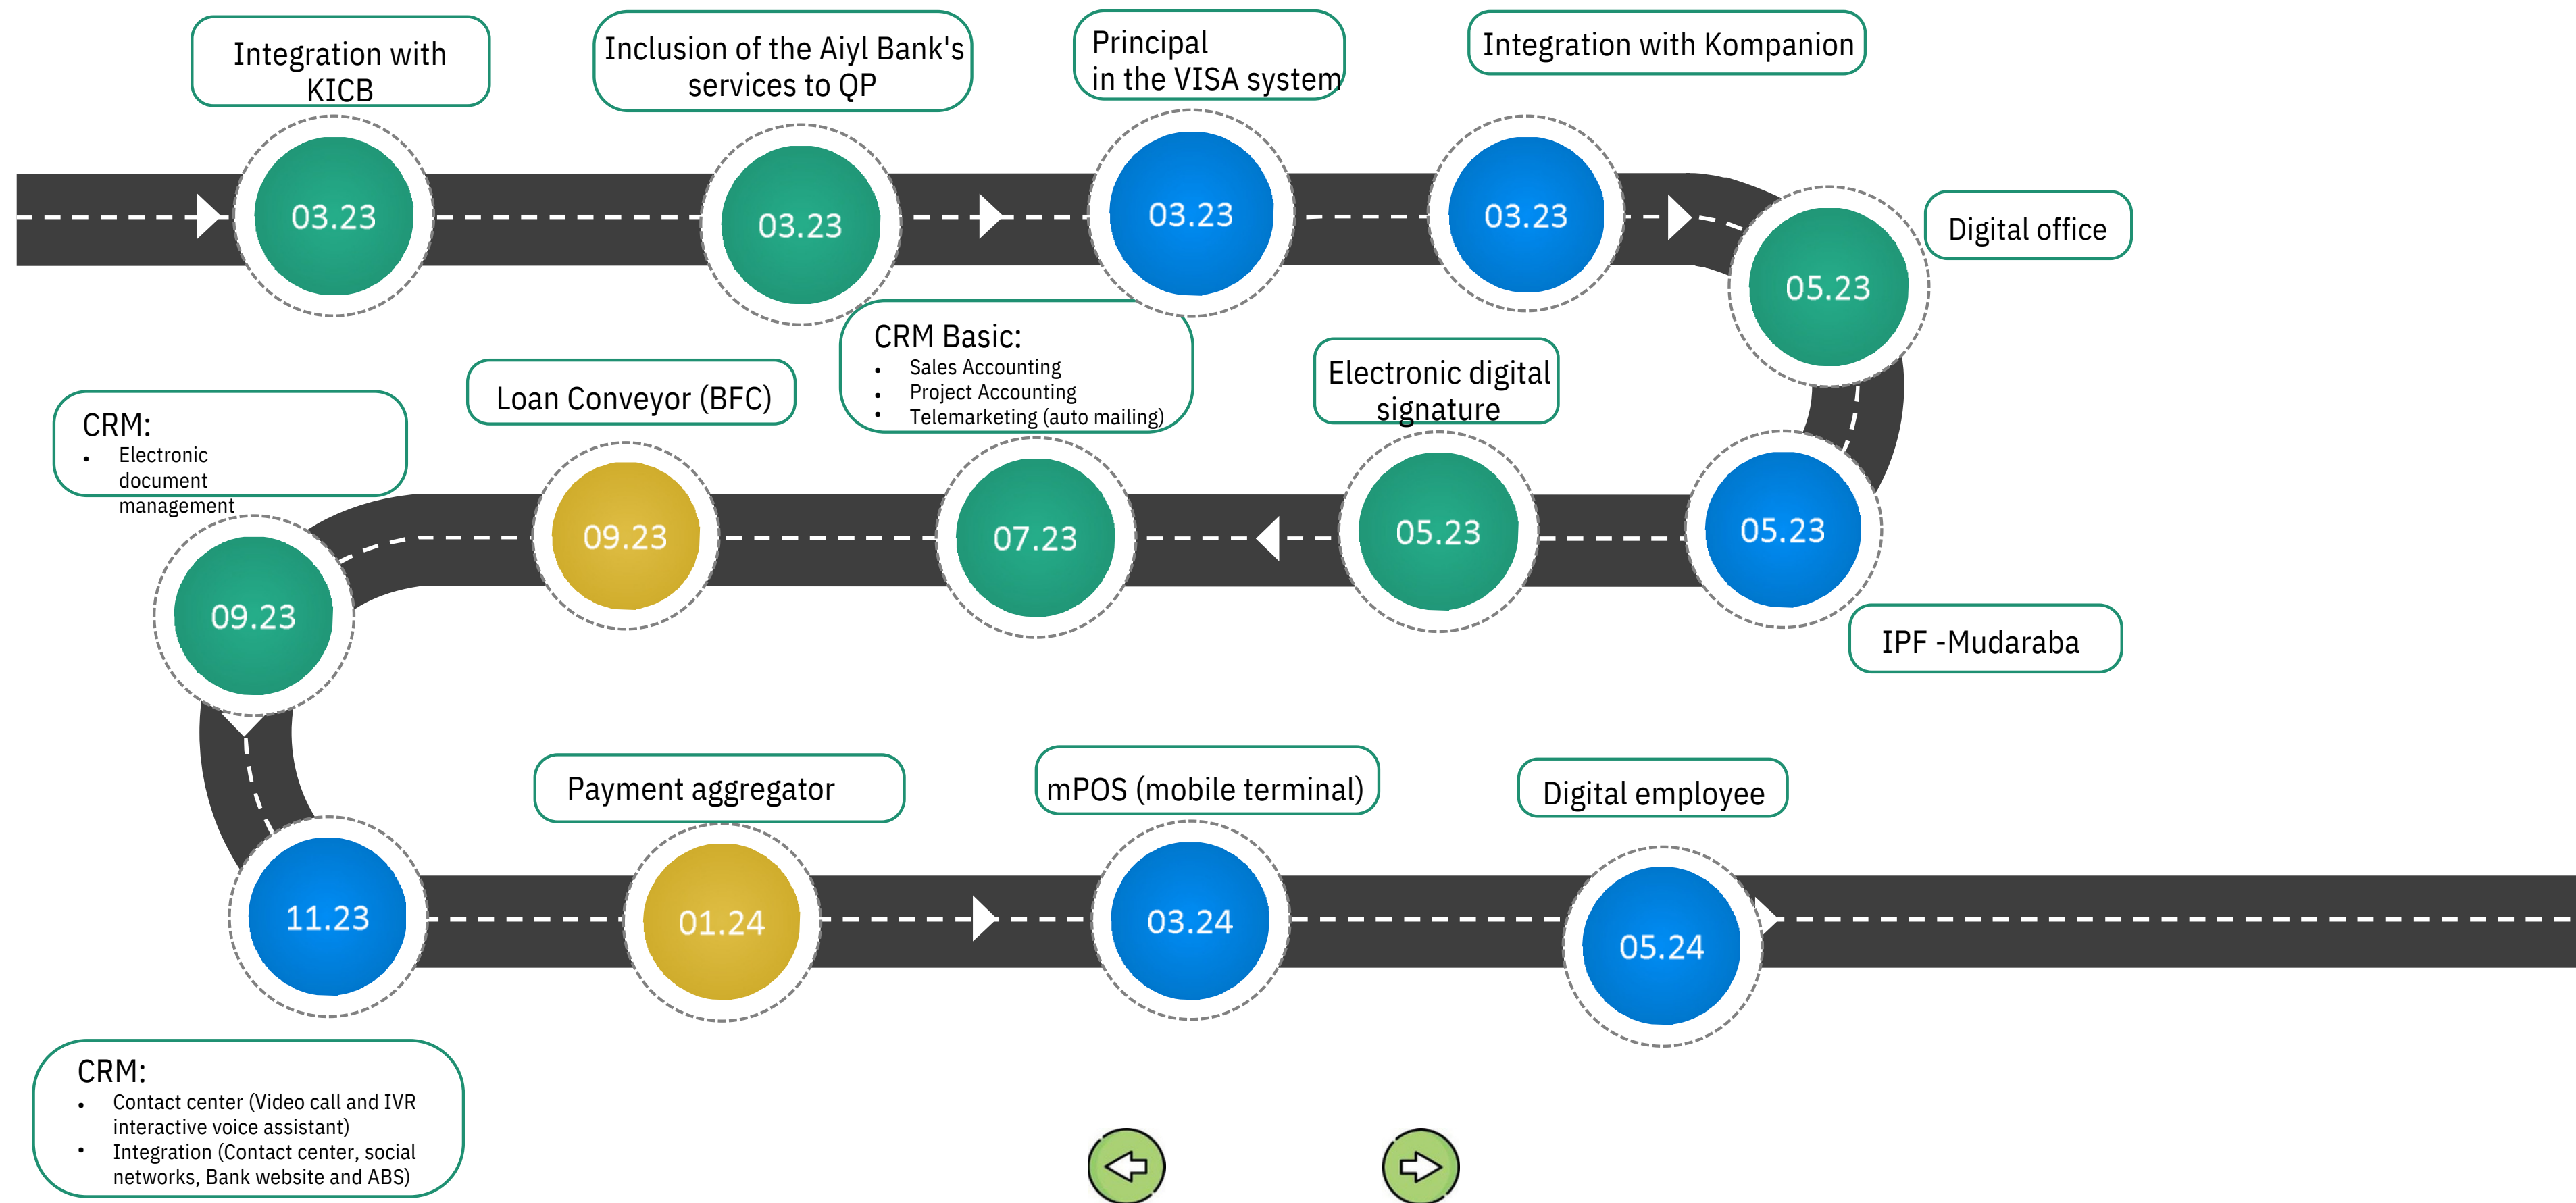 Integration with
KICB
Inclusion of the Aiyl Bank's
services to QP
Principal
in the VISA system
Integration with Kompanion
03.23
03.23
03.23
03.23
Digital office
05.23
CRM Basic:
• Sales Accounting
• Project Accounting
• Telemarketing (auto mailing)
Electronic digital
signature
Loan Conveyor (BFC)
CRM:
• Electronic
document
management
05.23
05.23
07.23
09.23
09.23
IPF -Mudaraba
Payment aggregator
mPOS (mobile terminal)
Digital employee
11.23
01.24
03.24
05.24
CRM:
• Contact center (Video call and IVR
interactive voice assistant)
• Integration (Contact center, social
networks, Bank website and ABS)